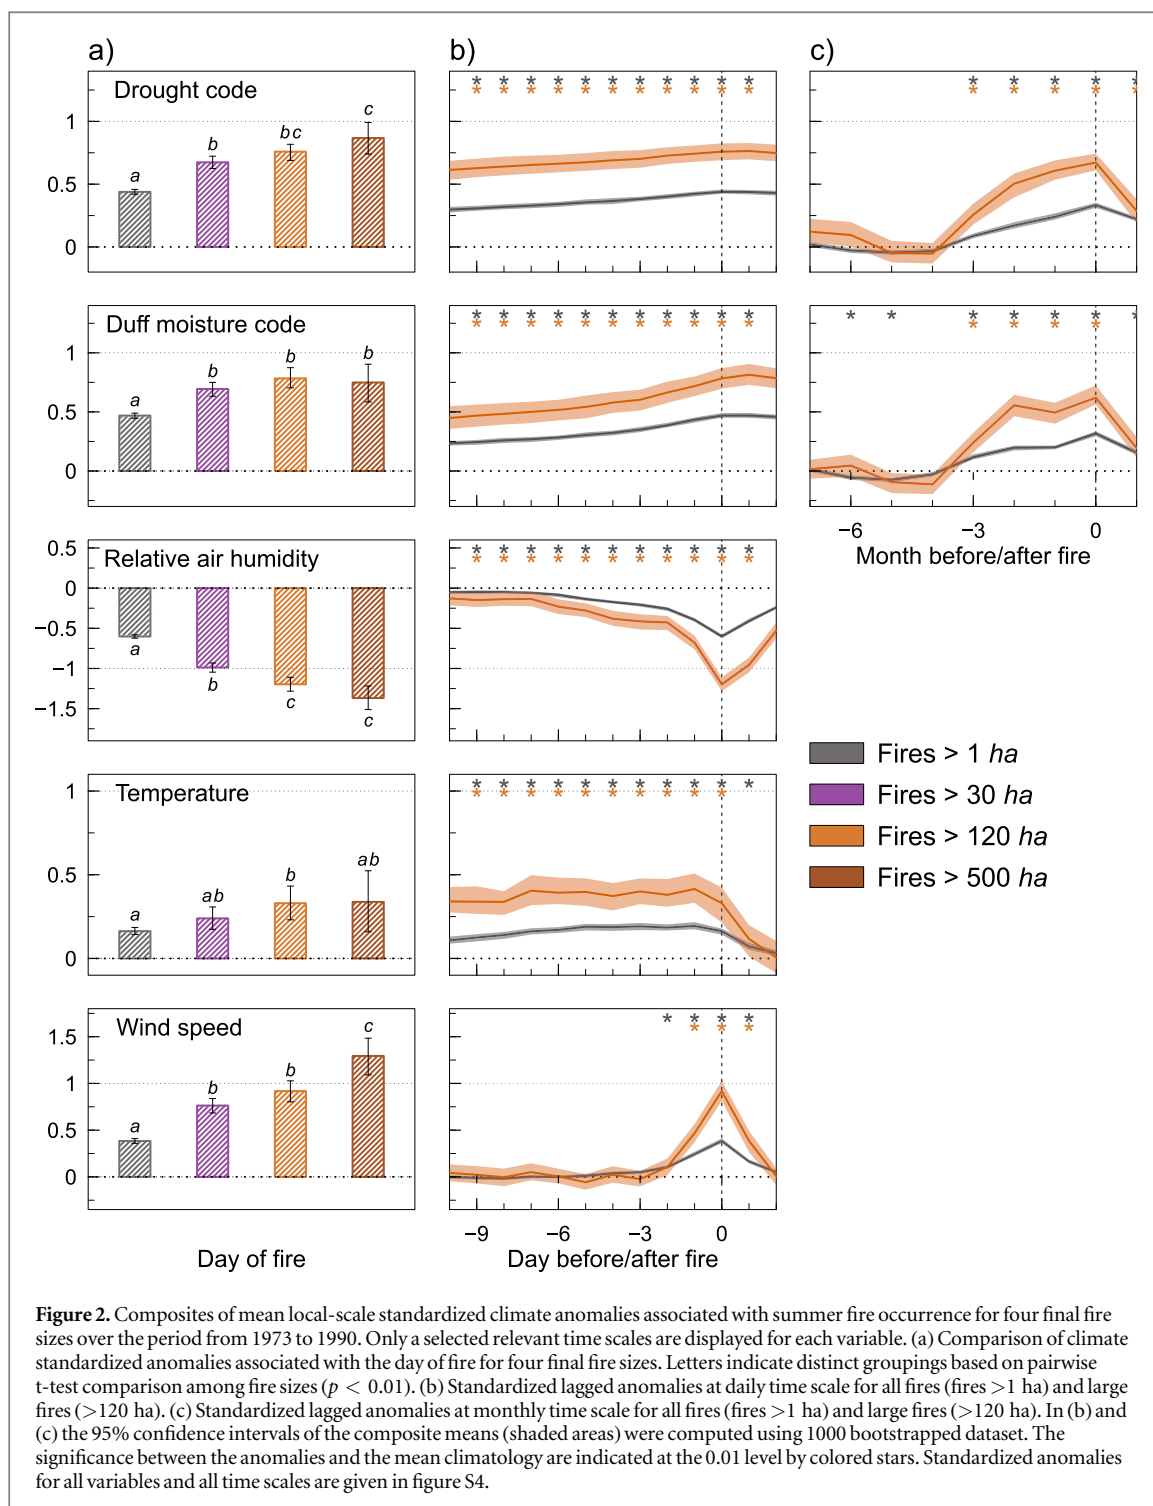 a)
b)
c)
Drought code
1
0.5
0
a
b
bc
c
* * * * * * * * * * *
* * * * * * * * * * *
* * * * *
* * * * *
Duff moisture code
1
0.5
0
a
b
b
b
* * * * * * * * * * *
* * * * * * * * * * *
* * * * * * *
* * * *
−6
−3
0
Month before/after fire
Relative air humidity
0.5
0
−0.5
−1
−1.5
a
b
c
c
* * * * * * * * * * *
* * * * * * * * * * *
Temperature
1
0.5
0
a
ab
b
ab
* * * * * * * * * * *
* * * * * * * * * *
Fires > 1 ha
Fires > 30 ha
Fires > 120 ha
Fires > 500 ha
Wind speed
1.5
1
0.5
0
a
b
b
c
* * * *
* * *
−9
−6
−3
0
Day of fire
Day before/after fire
Figure 2. Composites of mean local-scale standardized climate anomalies associated with summer fire occurrence for four final fire
sizes over the period from 1973 to 1990. Only a selected relevant time scales are displayed for each variable. (a) Comparison of climate
standardized anomalies associated with the day of fire for four final fire sizes. Letters indicate distinct groupings based on pairwise
t-test comparison among fire sizes (p < 0.01). (b) Standardized lagged anomalies at daily time scale for all fires (fires >1 ha) and large
fires (>120 ha). (c) Standardized lagged anomalies at monthly time scale for all fires (fires >1 ha) and large fires (>120 ha). In (b) and
(c) the 95% confidence intervals of the composite means (shaded areas) were computed using 1000 bootstrapped dataset. The
significance between the anomalies and the mean climatology are indicated at the 0.01 level by colored stars. Standardized anomalies
for all variables and all time scales are given in figure S4.